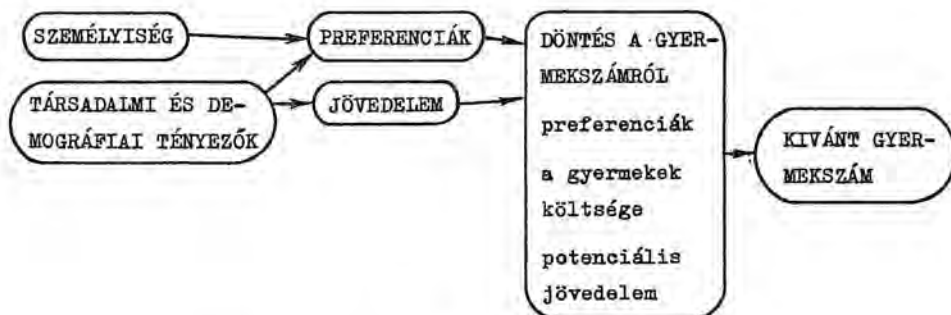 SZEMÉLYISÉG
TÁRSADALMI ÉS DE-
MOGRÁFIAI TÉNYEZŐK
PREFERENCIÁK
JÖVEDELEM
DÖNTÉS A GYER-
MEKSZÁMRÓL
preferenciák
a gyermekek
költsége
potenciális
jövedelem
KIVÁNT GYER-
MEKSZÁM